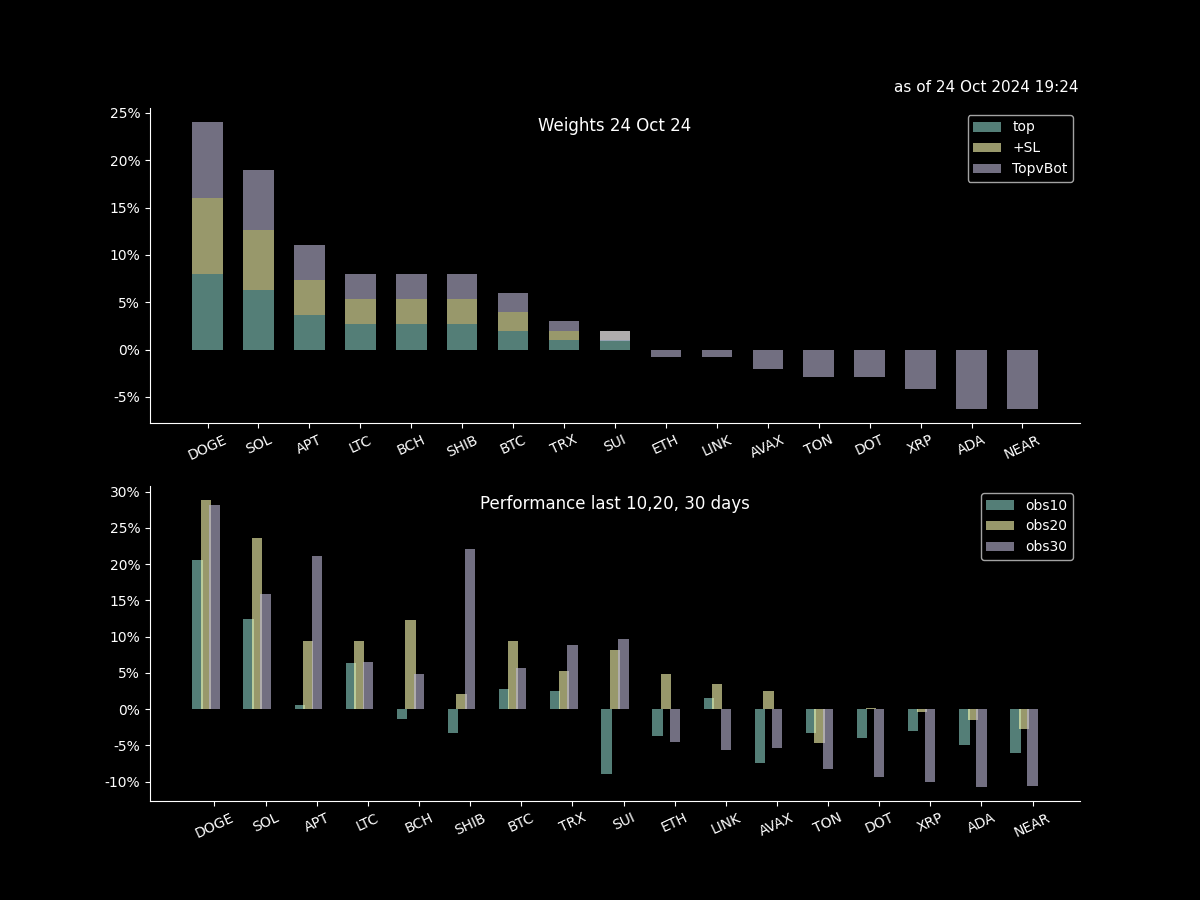 as of 24 Oct 2024 19:24
Weights 24 Oct 24
top
+SL
TopvBot
25%
20%
15%
10%
5%
0%
-5%
DOGE SOL APT LTC BCH SHIB BTC TRX SUI ETH LINK AVAX TON DOT XRP ADA NEAR
Performance last 10,20, 30 days
obs10
obs20
obs30
30%
25%
20%
15%
10%
5%
0%
-5%
-10%
DOGE SOL APT LTC BCH SHIB BTC TRX SUI ETH LINK AVAX TON DOT XRP ADA NEAR